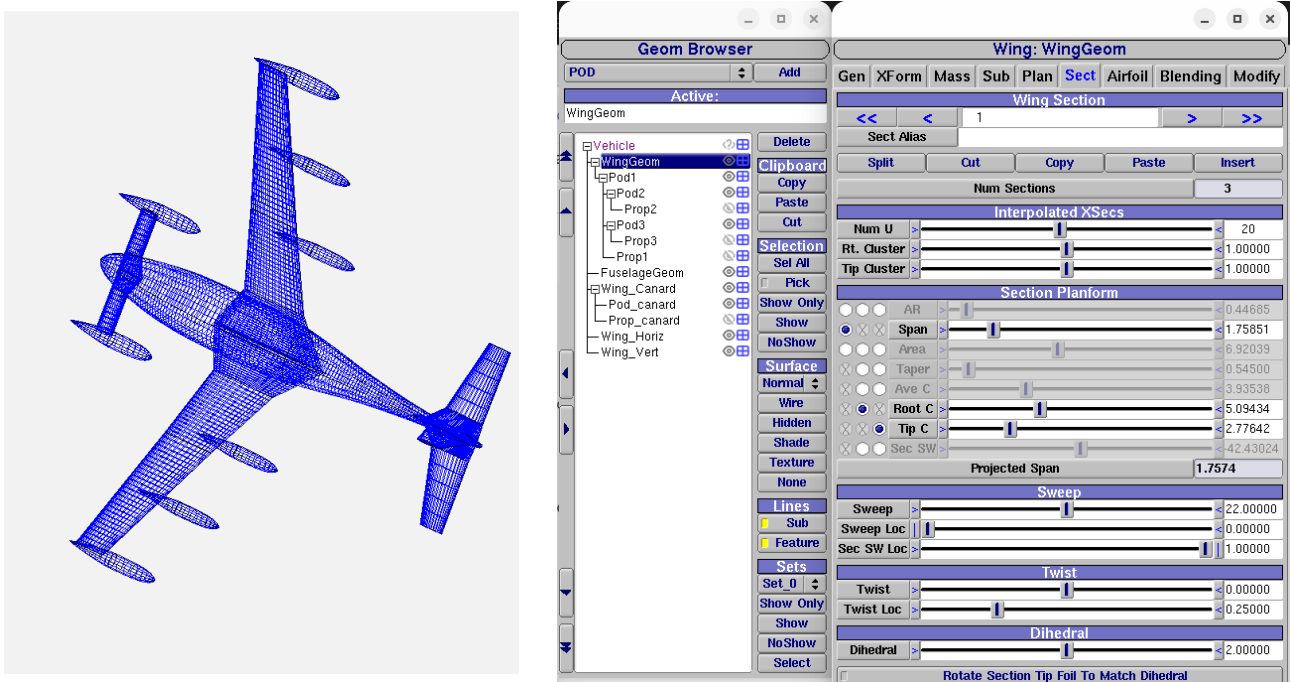 Geom Browser
POD Add
Active:
WingGeom
Vehicle
WingGeom
Pod1
Pod2
Prop2
Pod3
Prop3
Prop1
FuselageGeom
Wing_Canard
Pod_canard
Prop_canard
Wing_Horiz
Wing_Vert
Delete
Clipboard
Copy
Paste
Cut
Selection
Sel All
Pick
Show Only
Show
NoShow
Surface
Normal
Wire
Hidden
Shade
Texture
None
Lines
Sub
Feature
Sets
Set_0
Show Only
Show
NoShow
Select
Wing: WingGeom
Gen XForm Mass Sub Plan Sect Airfoil Blending Modify
Wing Section
<< < 1 > >>
Sect Alias
Split Cut Copy Paste Insert
Num Sections 3
Interpolated XSecs
Num U > < 20
Rt. Cluster > < 1.00000
Tip Cluster > < 1.00000
Section Planform
AR > < 0.44685
X X Span > < 1.75851
Area > < 6.92039
X Taper > < 0.54500
X Ave C > < 3.93538
X X Root C > < 5.09434
X X Tip C > < 2.77642
X Sec SW > < -42.43024
Projected Span 1.7574
Sweep
Sweep > < 22.00000
Sweep Loc | < 0.00000
Sec SW Loc > | 1.00000
Twist
Twist > < 0.00000
Twist Loc > < 0.25000
Dihedral
Dihedral > < 2.00000
Rotate Section Tip Foil To Match Dihedral